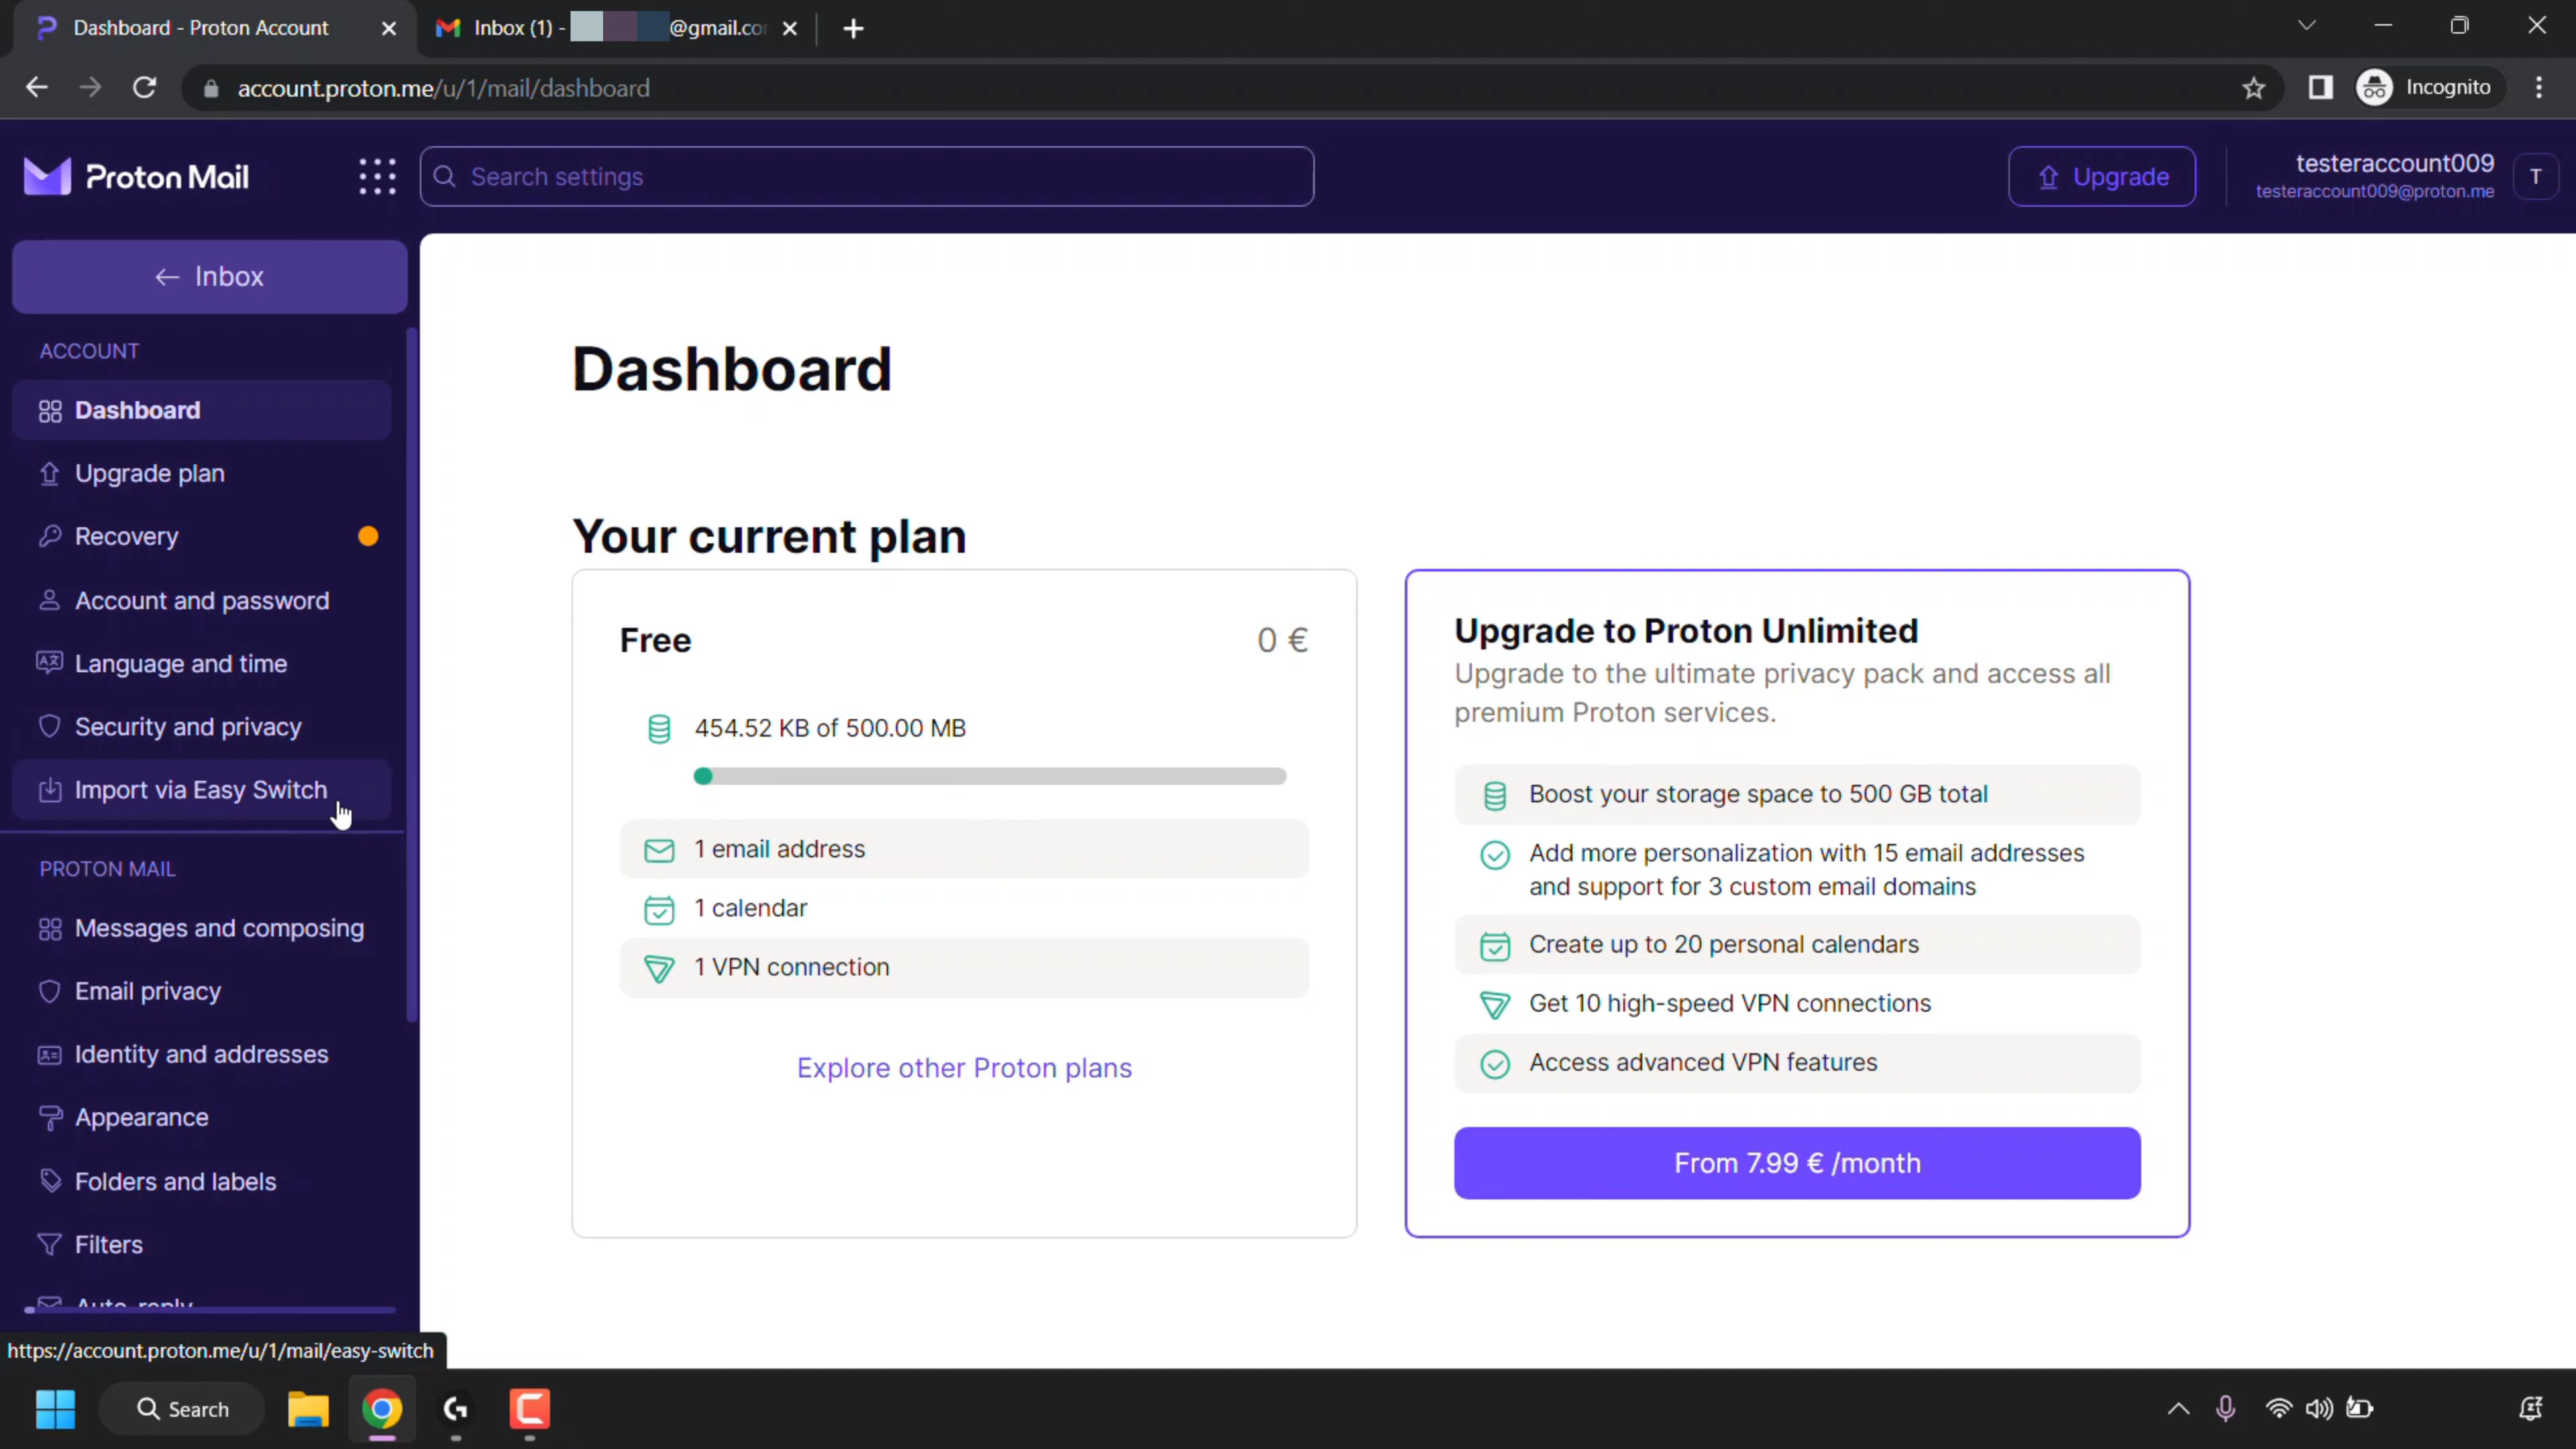 Dashboard - Proton Account
Inbox (1) -
@gmail.co
account.proton.me/u/1/mail/dashboard
Incognito
Proton Mail
Search settings
Upgrade
testeraccount009
testeraccount009@proton.me
T
← Inbox
ACCOUNT
Dashboard
Upgrade plan
Recovery
Account and password
Language and time
Security and privacy
Import via Easy Switch
PROTON MAIL
Messages and composing
Email privacy
Identity and addresses
Appearance
Folders and labels
Filters
Auto-reply
https://account.proton.me/u/1/mail/easy-switch
Dashboard
Your current plan
Free
0 €
454.52 KB of 500.00 MB
1 email address
1 calendar
1 VPN connection
Explore other Proton plans
Upgrade to Proton Unlimited
Upgrade to the ultimate privacy pack and access all
premium Proton services.
Boost your storage space to 500 GB total
Add more personalization with 15 email addresses
and support for 3 custom email domains
Create up to 20 personal calendars
Get 10 high-speed VPN connections
Access advanced VPN features
From 7.99 € /month
Search